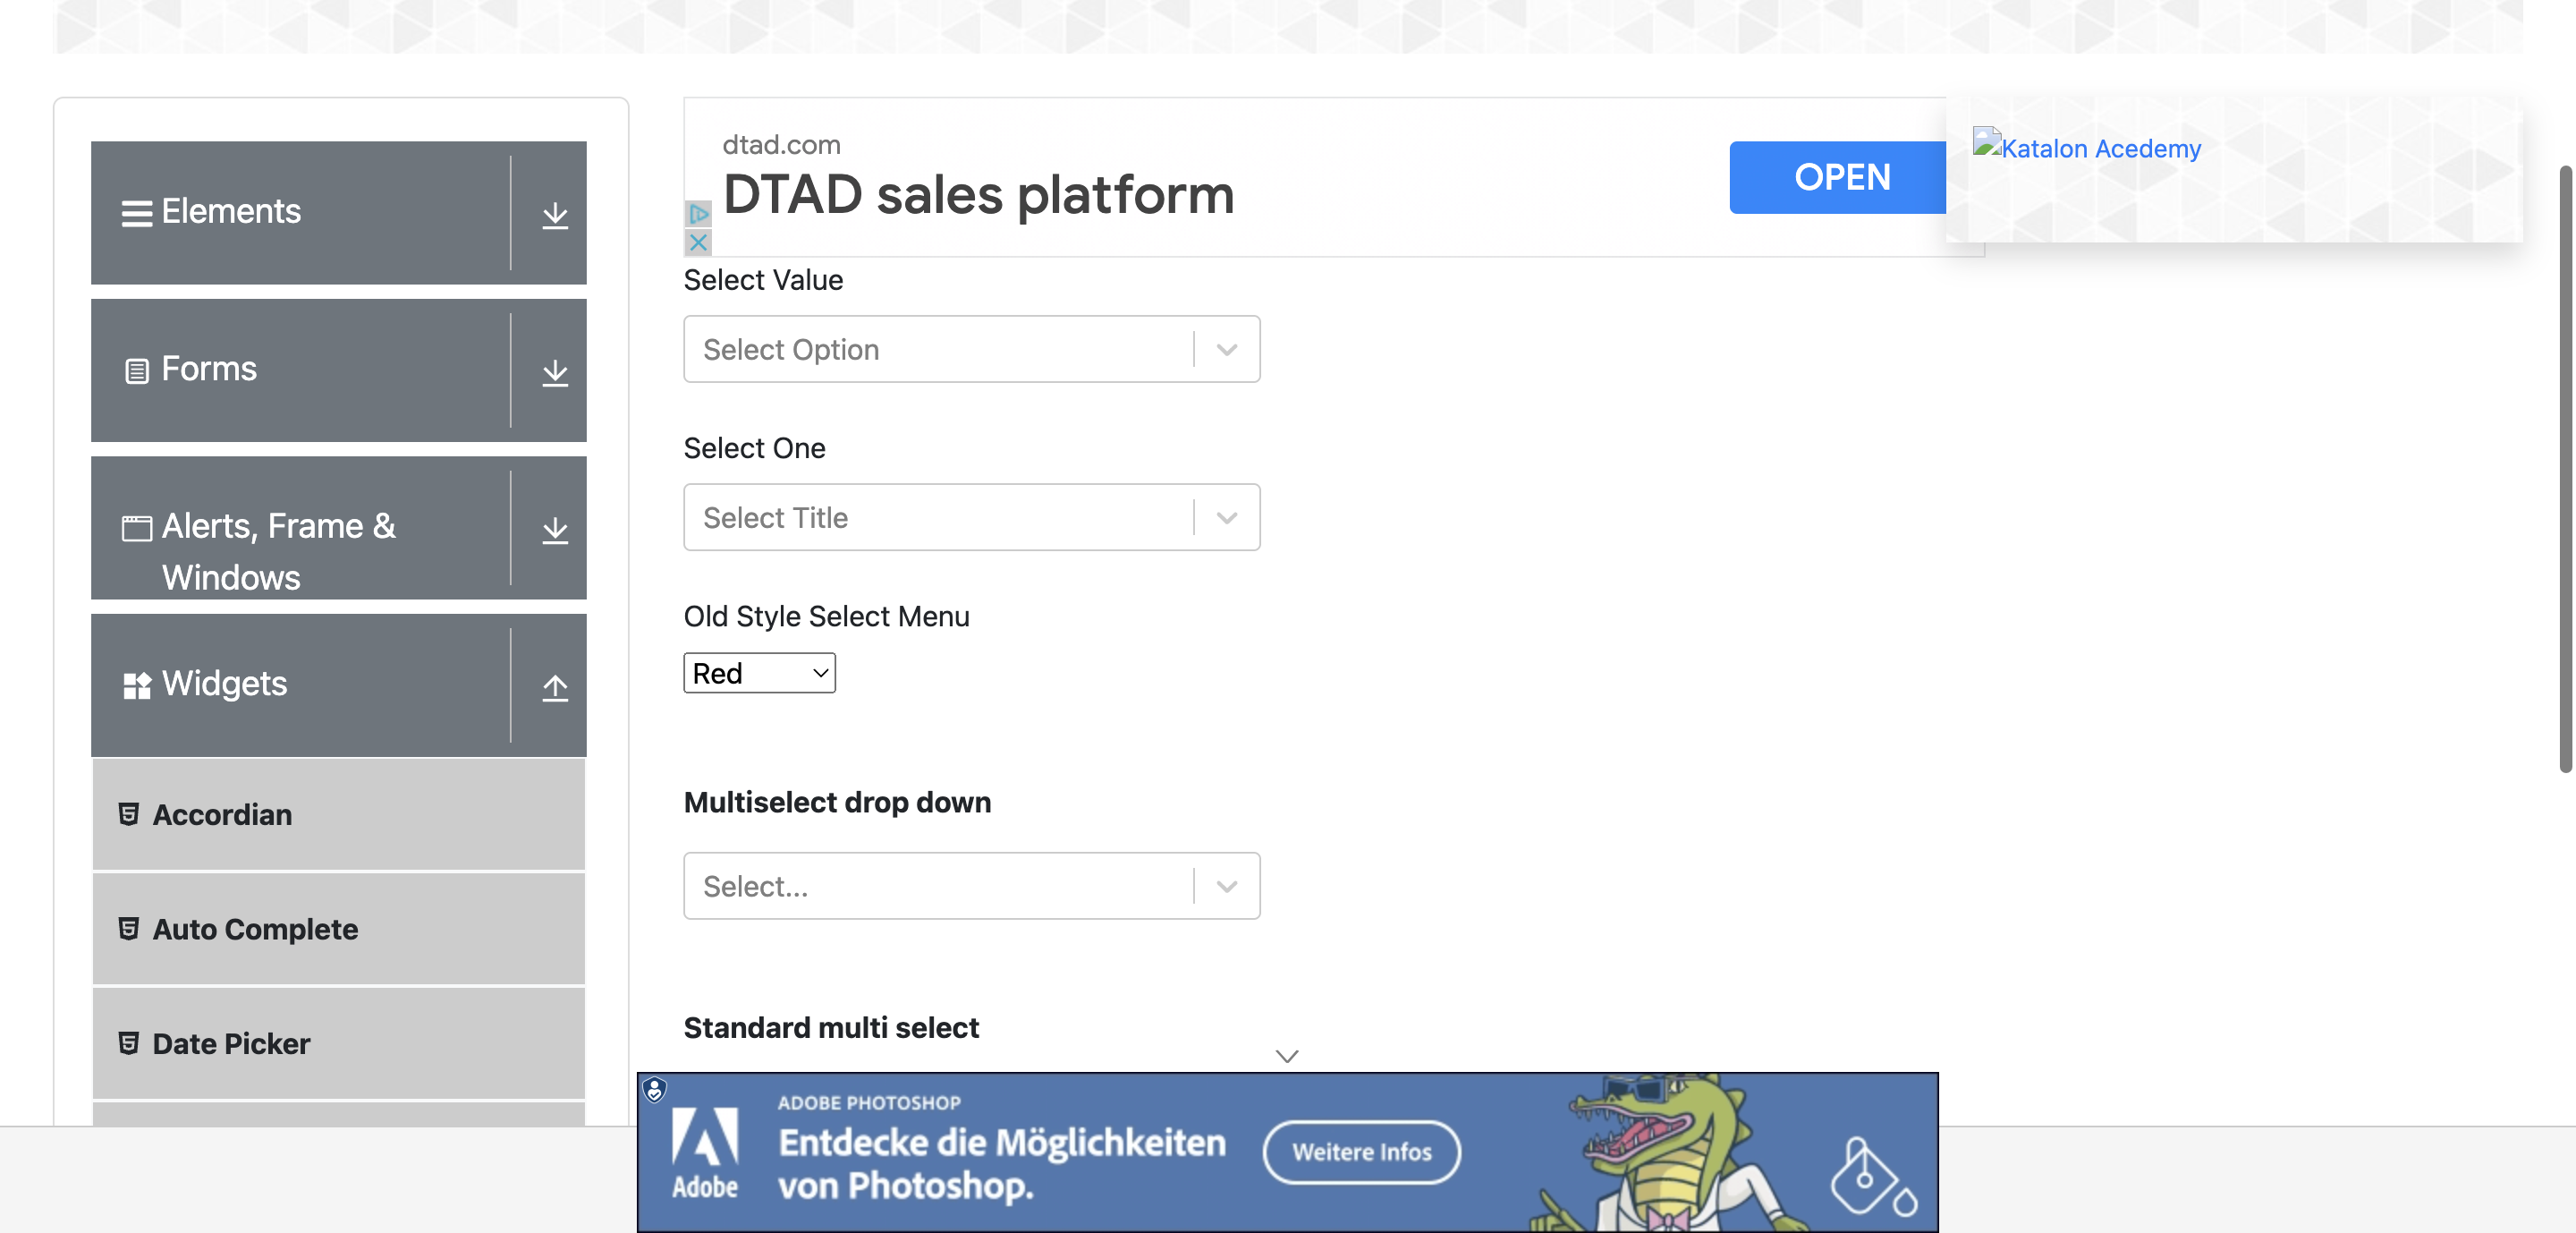 Elements
Forms
Alerts, Frame &
Windows
Widgets
Accordian
Auto Complete
Date Picker
dtad.com
DTAD sales platform
OPEN
Katalon Acedemy
Select Value
Select Option
Select One
Select Title
Old Style Select Menu
Red
Multiselect drop down
Select...
Standard multi select
Adobe
ADOBE PHOTOSHOP
Entdecke die Möglichkeiten
von Photoshop.
Weitere Infos